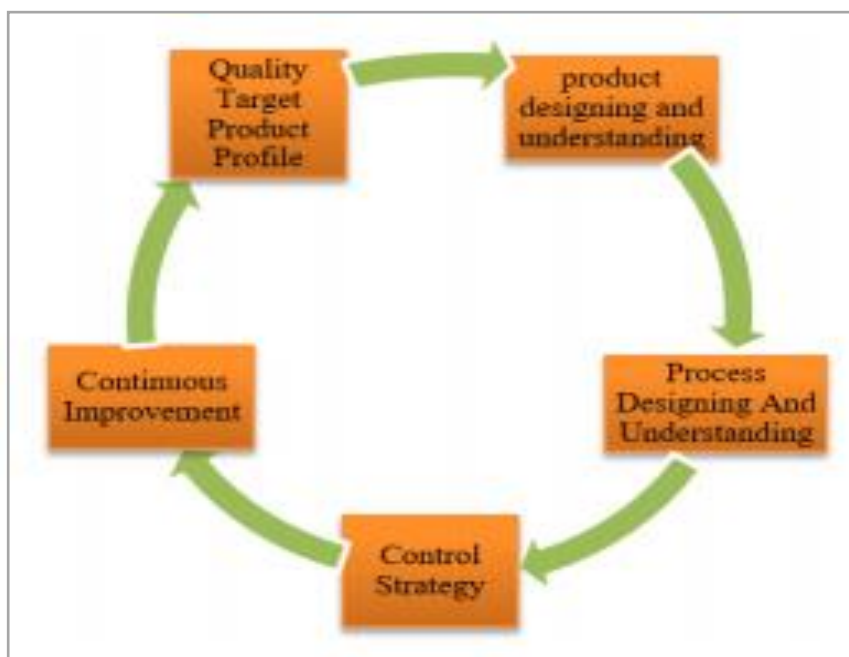 Quality
Target
Product
Profile
product
designing and
understanding
Process
Designing And
Understanding
Control
Strategy
Continuous
Improvement